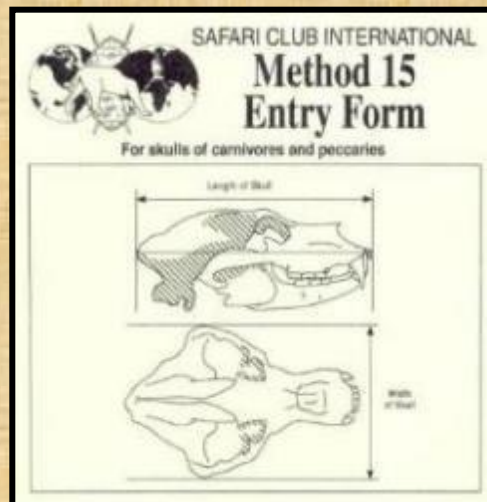 SAFARI CLUB INTERNATIONAL
Method 15
Entry Form
For skulls of carnivores and peccaries
Length of Skull
Width
of Skull